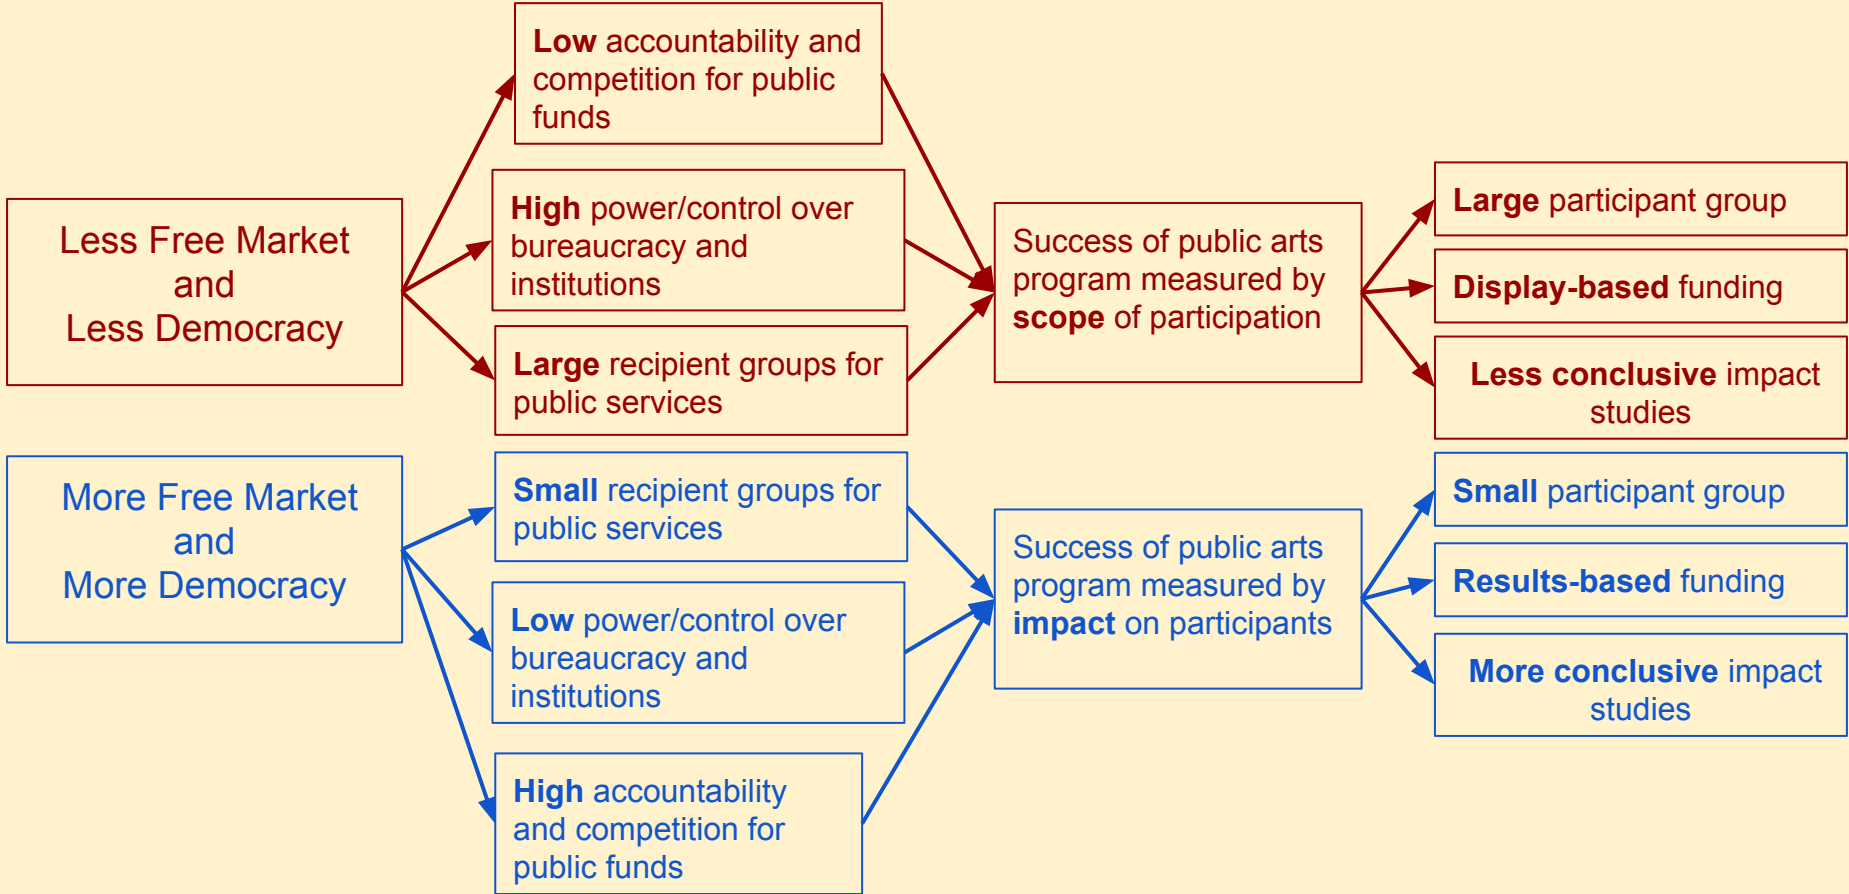 Less Free Market
and
Less Democracy
Low accountability and
competition for public
funds
High power/control over
bureaucracy and
institutions
Large recipient groups for
public services
Success of public arts
program measured by
scope of participation
Large participant group
Display-based funding
Less conclusive impact
studies
More Free Market
and
More Democracy
Small recipient groups for
public services
Low power/control over
bureaucracy and
institutions
High accountability
and competition for
public funds
Success of public arts
program measured by
impact on participants
Small participant group
Results-based funding
More conclusive impact
studies